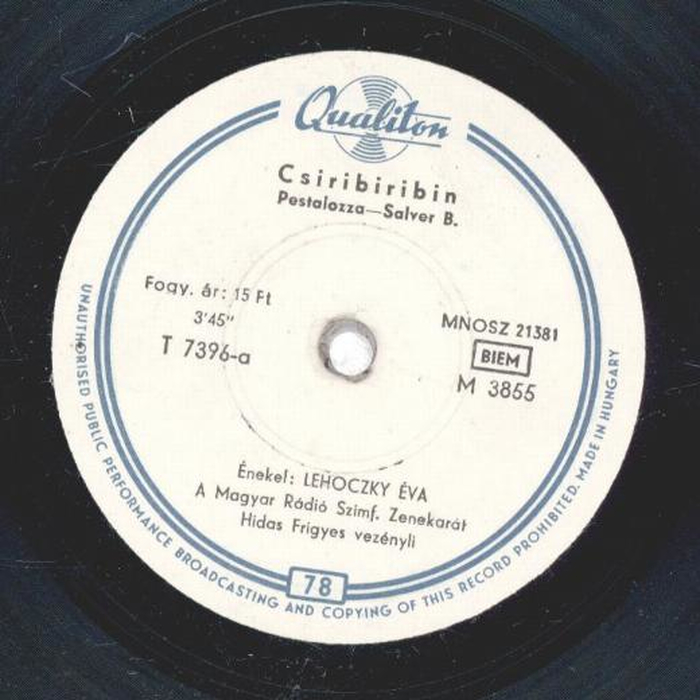 Qualiton
Csiribiribin
Pestalozza—Salver B.
Fogy. ár: 15 Ft
3'45"
T 7396-a
MNOSZ 21381
BIEM
M 3855
Énekel: LEHOCZKY ÉVA
A Magyar Rádió Szimf. Zenekarát
Hidas Frigyes vezényli
78
UNAUTHORISED PUBLIC PERFORMANCE BROADCASTING AND COPYING OF THIS RECORD PROHIBITED. MADE IN HUNGARY